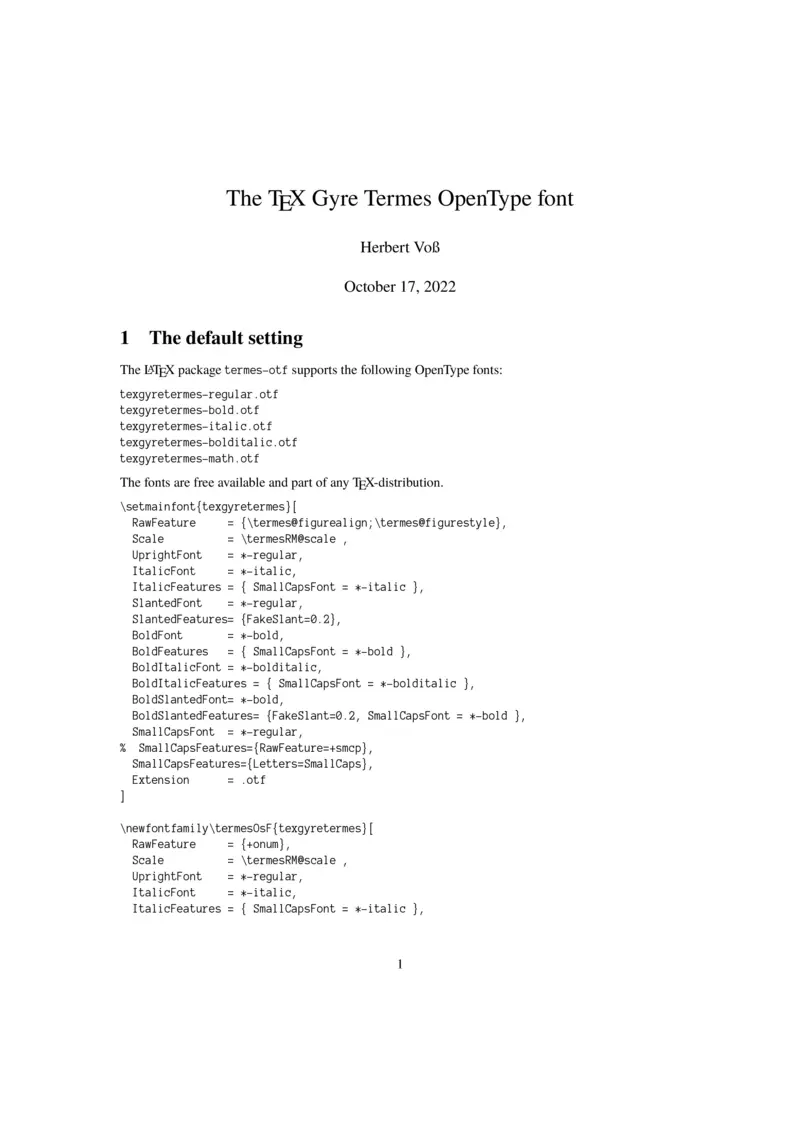 The TEX Gyre Termes OpenType font
Herbert Voß
October 17, 2022
1 The default setting
The LATEX package termes-otf supports the following OpenType fonts:
texgyretermes-regular.otf
texgyretermes-bold.otf
texgyretermes-italic.otf
texgyretermes-bolditalic.otf
texgyretermes-math.otf
The fonts are free available and part of any TEX-distribution.
\setmainfont{texgyretermes}[
  RawFeature     = {\termes@figurealign;\termes@figurestyle},
  Scale          = \termesRM@scale ,
  UprightFont    = *-regular,
  ItalicFont     = *-italic,
  ItalicFeatures = { SmallCapsFont = *-italic },
  SlantedFont    = *-regular,
  SlantedFeatures= {FakeSlant=0.2},
  BoldFont       = *-bold,
  BoldFeatures   = { SmallCapsFont = *-bold },
  BoldItalicFont = *-bolditalic,
  BoldItalicFeatures = { SmallCapsFont = *-bolditalic },
  BoldSlantedFont= *-bold,
  BoldSlantedFeatures= {FakeSlant=0.2, SmallCapsFont = *-bold },
  SmallCapsFont  = *-regular,
%  SmallCapsFeatures={RawFeature=+smcp},
  SmallCapsFeatures={Letters=SmallCaps},
  Extension      = .otf
]
\newfontfamily\termesOsF{texgyretermes}[
  RawFeature     = {+onum},
  Scale          = \termesRM@scale ,
  UprightFont    = *-regular,
  ItalicFont     = *-italic,
  ItalicFeatures = { SmallCapsFont = *-italic },
1